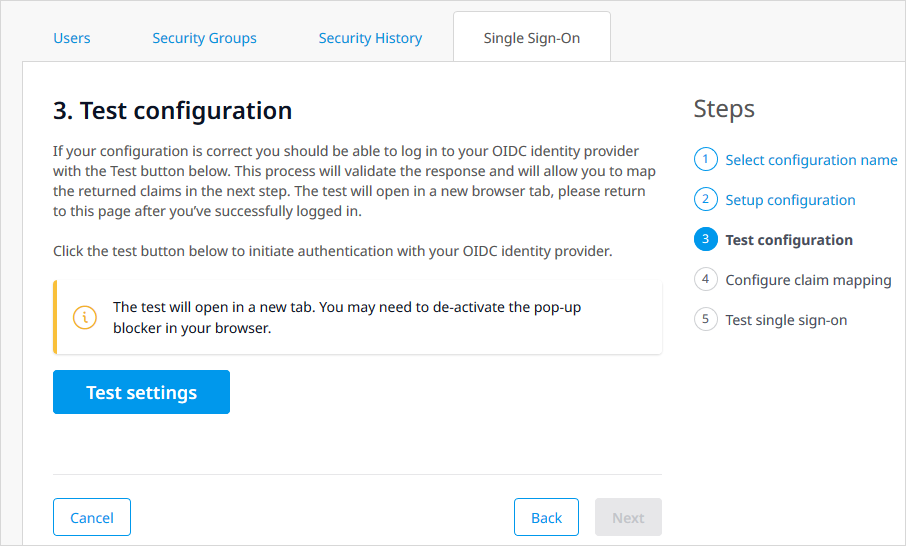 Users
Security Groups
Security History
Single Sign-On
3. Test configuration
If your configuration is correct you should be able to log in to your OIDC identity provider
with the Test button below. This process will validate the response and will allow you to map
the returned claims in the next step. The test will open in a new browser tab, please return
to this page after you’ve successfully logged in.
Click the test button below to initiate authentication with your OIDC identity provider.
The test will open in a new tab. You may need to de-activate the pop-up
blocker in your browser.
Test settings
Cancel
Back
Next
Steps
1 Select configuration name
2 Setup configuration
3 Test configuration
4 Configure claim mapping
5 Test single sign-on